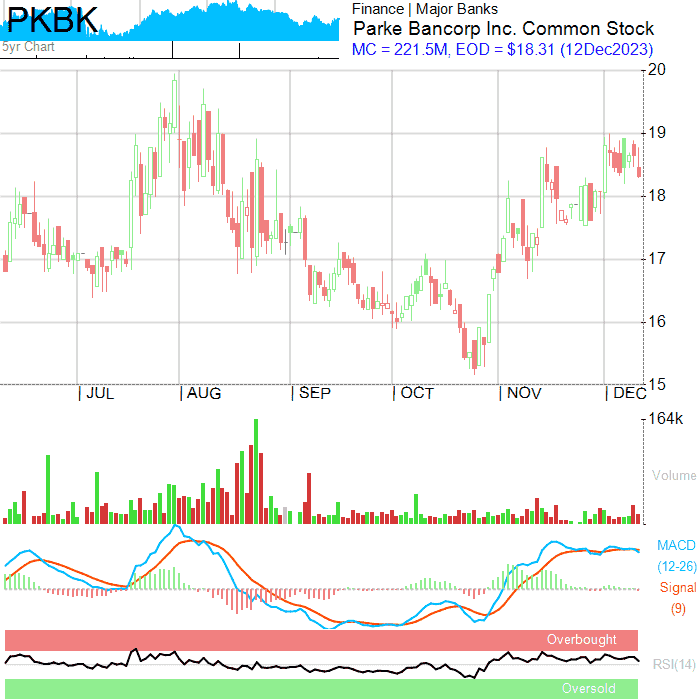 PKBK
5yr Chart
Finance | Major Banks
Parke Bancorp Inc. Common Stock
MC = 221.5M, EOD = $18.31 (12Dec2023)
20
19
18
17
16
15
JUL AUG SEP OCT NOV DEC
164k
Volume
MACD
(12-26)
Signal
(9)
Overbought
RSI(14)
Oversold